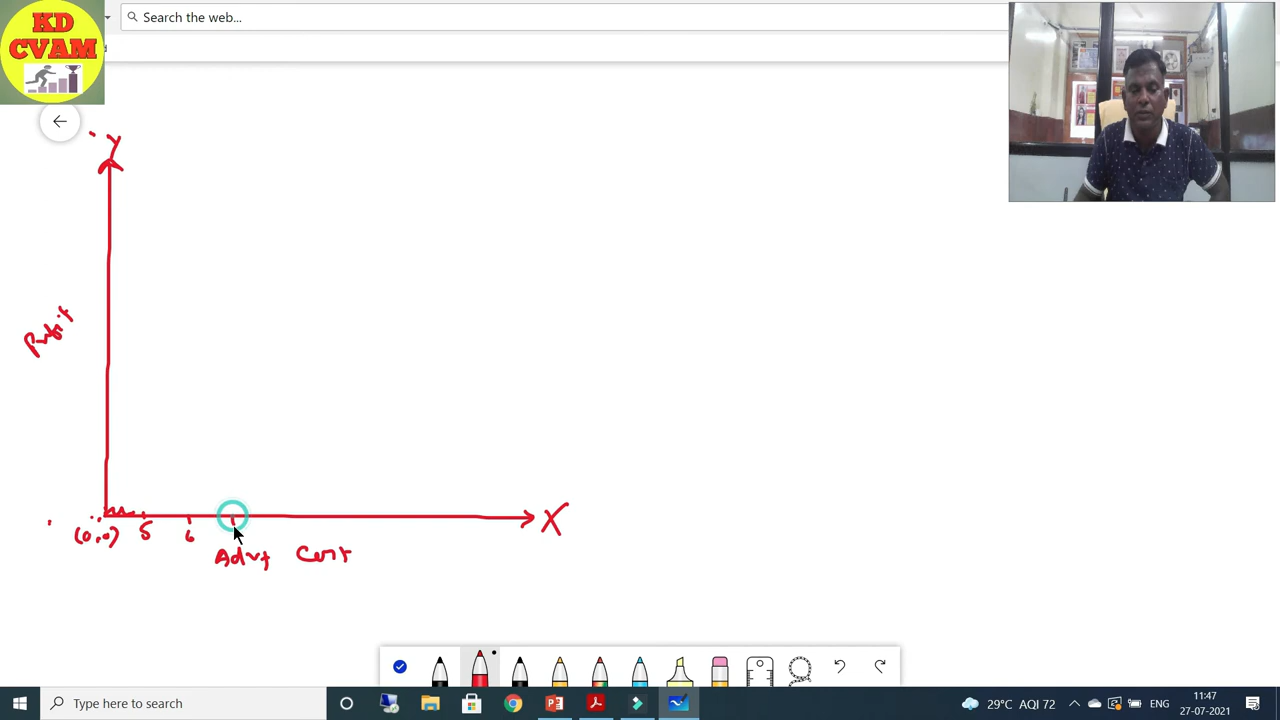 KD
CVAM
Search the web...
Y
Profit
(0,0) 5 6
X
Advt Cost
Type here to search
29°C AQI 72
ENG
11:47
27-07-2021